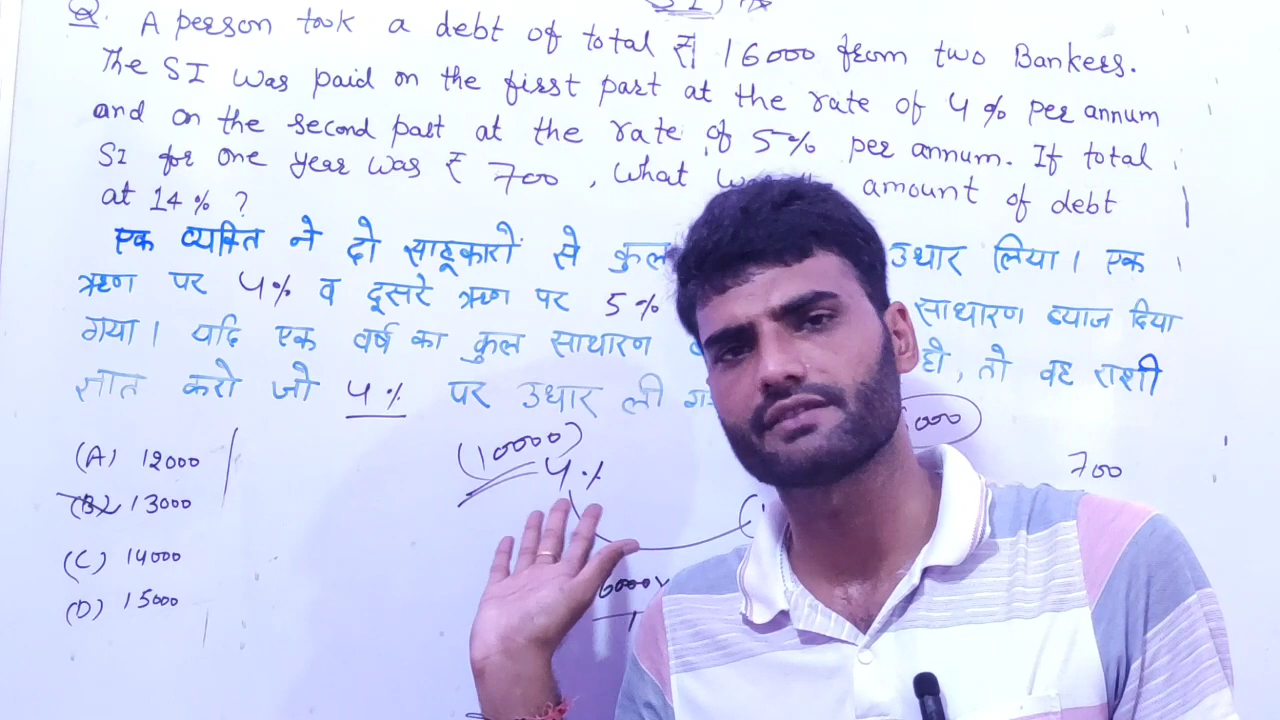 Q. A person took a debt of total ₹ 16000 from two Bankers.
The SI was paid on the first part at the rate of 4% per annum
and on the second part at the rate of 5% per annum. If total
SI for one year was ₹ 700, what amount of debt
at 14% ?
एक व्यक्ति ने दो साहूकारों से कुल उधार लिया। एक
ऋण पर 4% व दूसरे ऋण पर 5% साधारण ब्याज दिया
गया। यदि एक वर्ष का कुल साधारण हो, तो वह राशी
ज्ञात करो जो 4% पर उधार ली
(A) 12000
(B) 13000
(C) 14000
(D) 15000
(10000)
4%
700